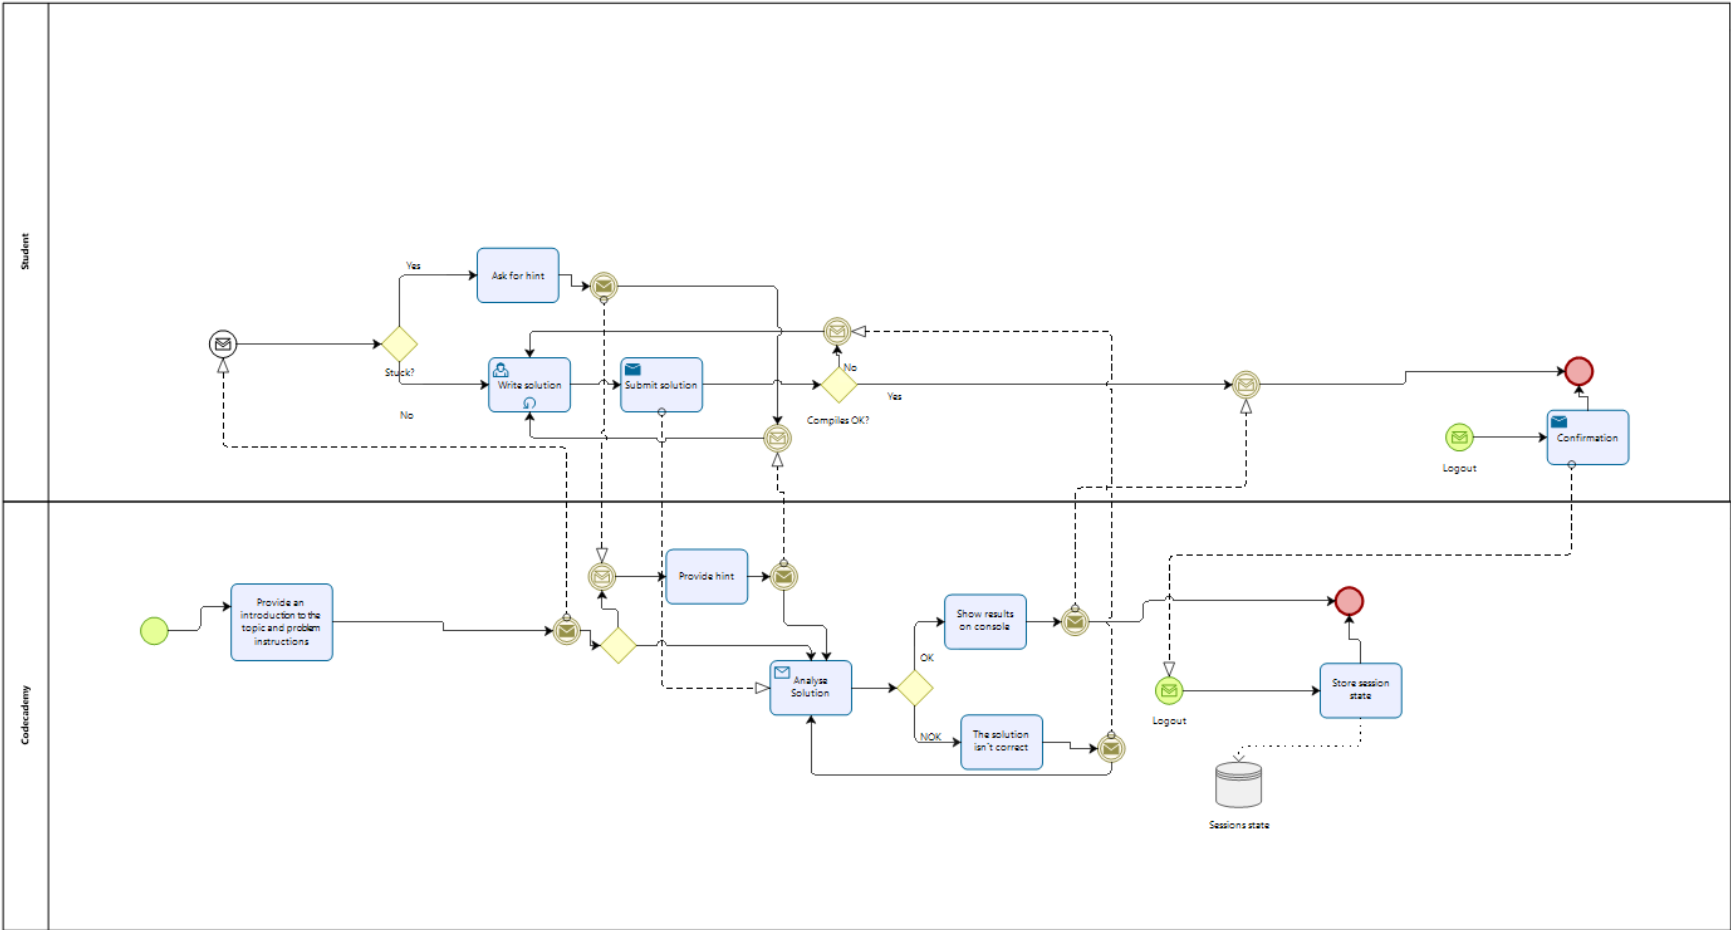 Student
Yes
Ask for hint
Stuck?
No
Write solution
Submit solution
No
Yes
Compiles OK?
Logout
Confirmation
Codecademy
Provide an
introduction to the
topic and problem
instructions
Provide hint
Analyse
Solution
OK
NOK
Show results
on console
The solution
isn't correct
Logout
Store session
state
Sessions state